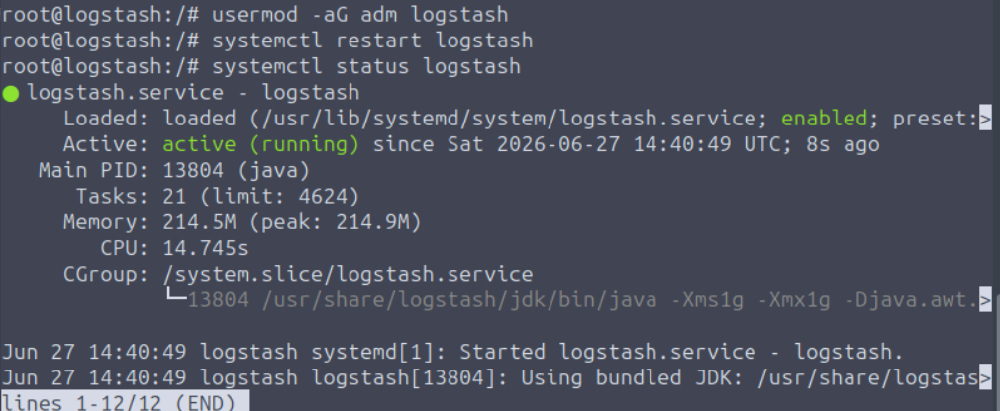 root@logstash:/# usermod -aG adm logstash
root@logstash:/# systemctl restart logstash
root@logstash:/# systemctl status logstash
● logstash.service - logstash
     Loaded: loaded (/usr/lib/systemd/system/logstash.service; enabled; preset:>
     Active: active (running) since Sat 2026-06-27 14:40:49 UTC; 8s ago
   Main PID: 13804 (java)
      Tasks: 21 (limit: 4624)
     Memory: 214.5M (peak: 214.9M)
        CPU: 14.745s
     CGroup: /system.slice/logstash.service
             └─13804 /usr/share/logstash/jdk/bin/java -Xms1g -Xmx1g -Djava.awt.>

Jun 27 14:40:49 logstash systemd[1]: Started logstash.service - logstash.
Jun 27 14:40:49 logstash logstash[13804]: Using bundled JDK: /usr/share/logstas>
lines 1-12/12 (END)